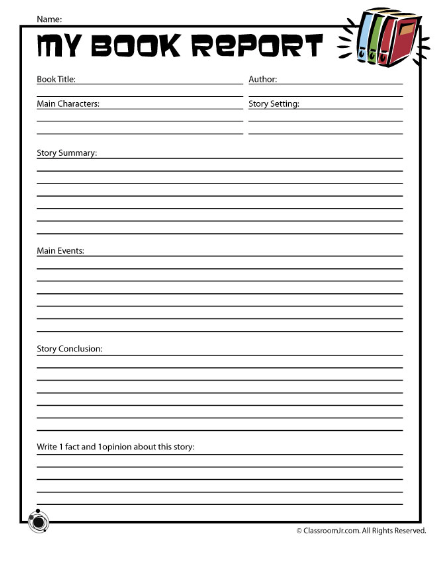 Name:
MY BOOK REPORT
Book Title: Author:
Main Characters: Story Setting:
Story Summary:
Main Events:
Story Conclusion:
Write 1 fact and 1opinion about this story:
© ClassroomJr.com. All Rights Reserved.